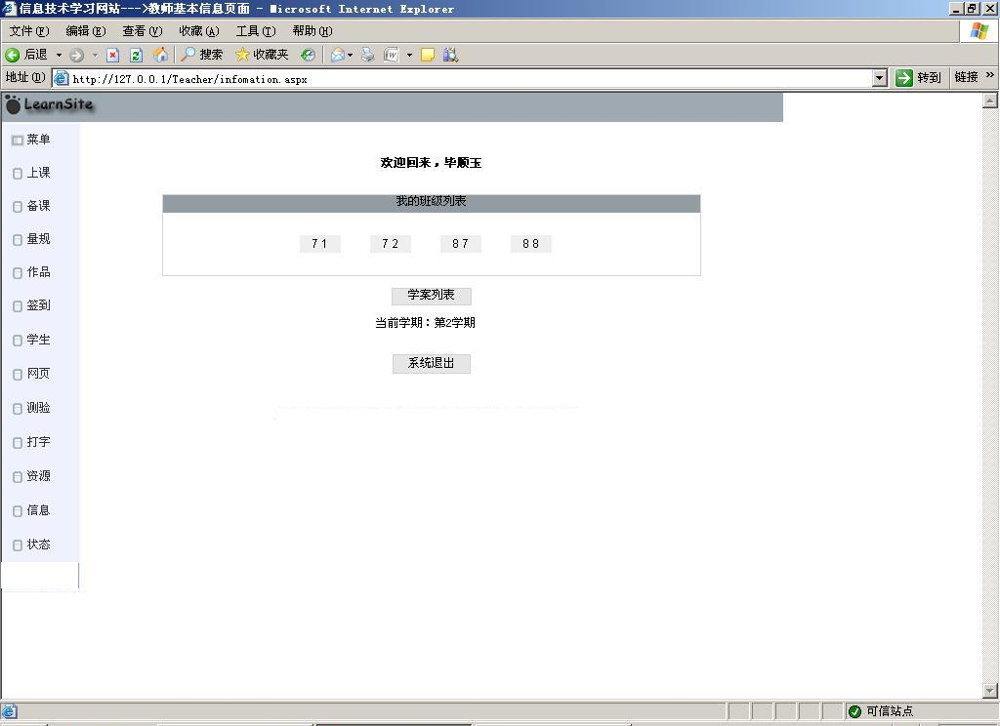 信息技术学习网站--->教师基本信息页面 - Microsoft Internet Explorer
文件(F) 编辑(E) 查看(V) 收藏(A) 工具(T) 帮助(H)
后退 搜索 收藏夹
地址(D) http://127.0.0.1/Teacher/infomation.aspx 转到 链接 »
LearnSite
菜单
上课
备课
量规
作品
签到
学生
网页
测验
打字
资源
信息
状态
欢迎回来，毕顺玉
我的班级列表
71 72 87 88
学案列表
当前学期：第2学期
系统退出
可信站点